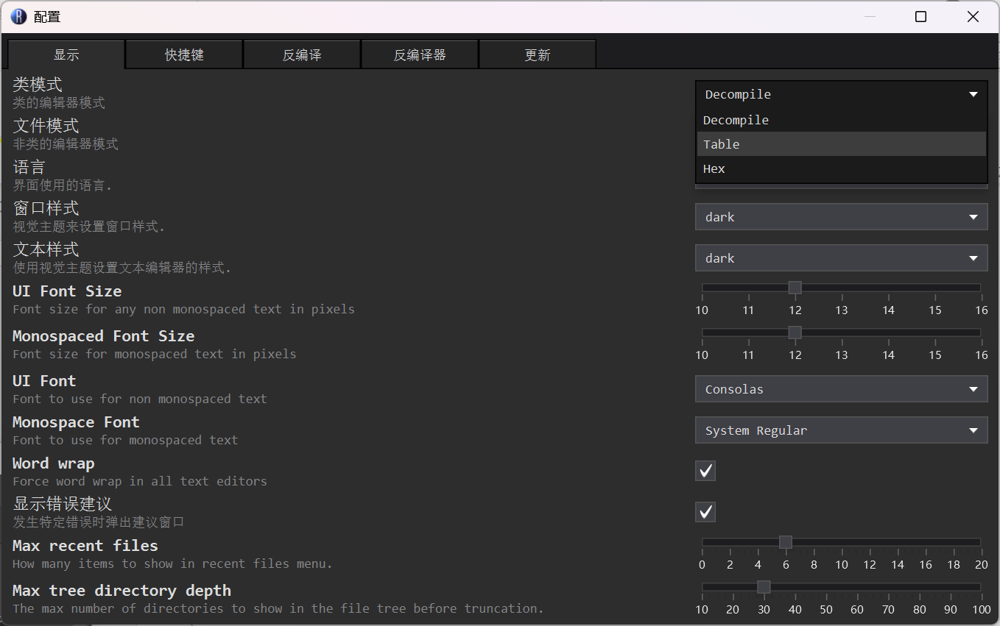 配置
显示 快捷键 反编译 反编译器 更新
类模式
类的编辑器模式
Decompile
Decompile
Table
Hex
文件模式
非类的编辑器模式
语言
界面使用的语言.
窗口样式
视觉主题来设置窗口样式.
dark
文本样式
使用视觉主题设置文本编辑器的样式.
dark
UI Font Size
Font size for any non monospaced text in pixels
10 11 12 13 14 15 16
Monospaced Font Size
Font size for monospaced text in pixels
10 11 12 13 14 15 16
UI Font
Font to use for non monospaced text
Consolas
Monospace Font
Font to use for monospaced text
System Regular
Word wrap
Force word wrap in all text editors
显示错误建议
发生特定错误时弹出建议窗口
Max recent files
How many items to show in recent files menu.
0 2 4 6 8 10 12 14 16 18 20
Max tree directory depth
The max number of directories to show in the file tree before truncation.
10 20 30 40 50 60 70 80 90 100